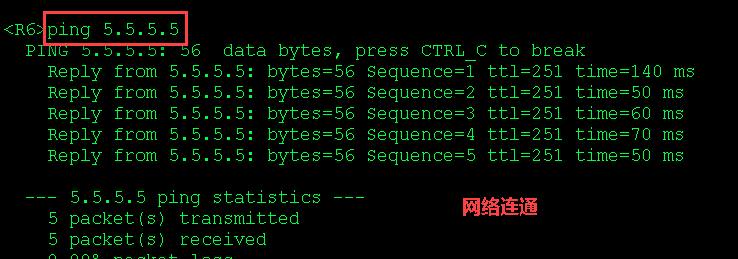 <R6>ping 5.5.5.5
PING 5.5.5.5: 56 data bytes, press CTRL_C to break
Reply from 5.5.5.5: bytes=56 Sequence=1 ttl=251 time=140 ms
Reply from 5.5.5.5: bytes=56 Sequence=2 ttl=251 time=50 ms
Reply from 5.5.5.5: bytes=56 Sequence=3 ttl=251 time=60 ms
Reply from 5.5.5.5: bytes=56 Sequence=4 ttl=251 time=70 ms
Reply from 5.5.5.5: bytes=56 Sequence=5 ttl=251 time=50 ms
--- 5.5.5.5 ping statistics ---
网络连通
5 packet(s) transmitted
5 packet(s) received
0.00% packet loss